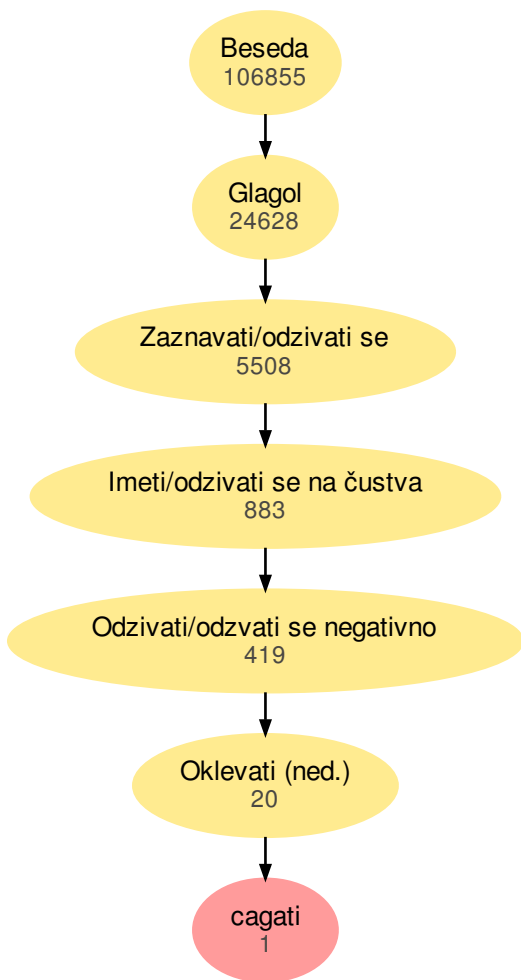 Beseda
106855
Glagol
24628
Zaznavati/odzivati se
5508
Imeti/odzivati se na čustva
883
Odzivati/odzvati se negativno
419
Oklevati (ned.)
20
cagati
1